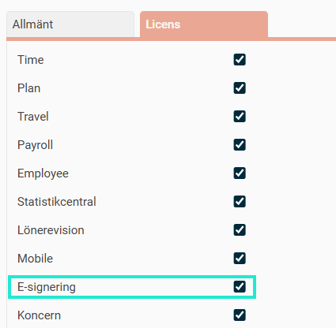 Allmänt Licens
Time
Plan
Travel
Payroll
Employee
Statistikcentral
Lönerevision
Mobile
E-signering
Koncern